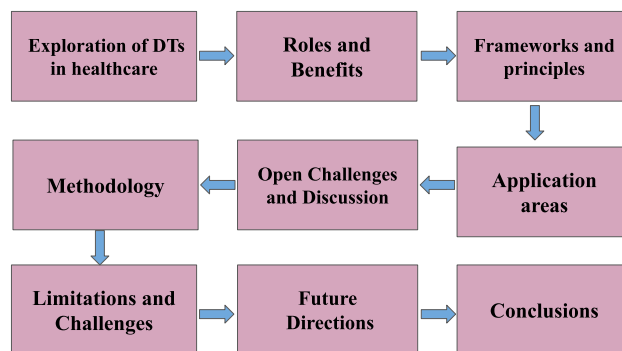 Exploration of DTs
in healthcare
Roles and
Benefits
Frameworks and
principles
Application
areas
Open Challenges
and Discussion
Methodology
Limitations and
Challenges
Future
Directions
Conclusions